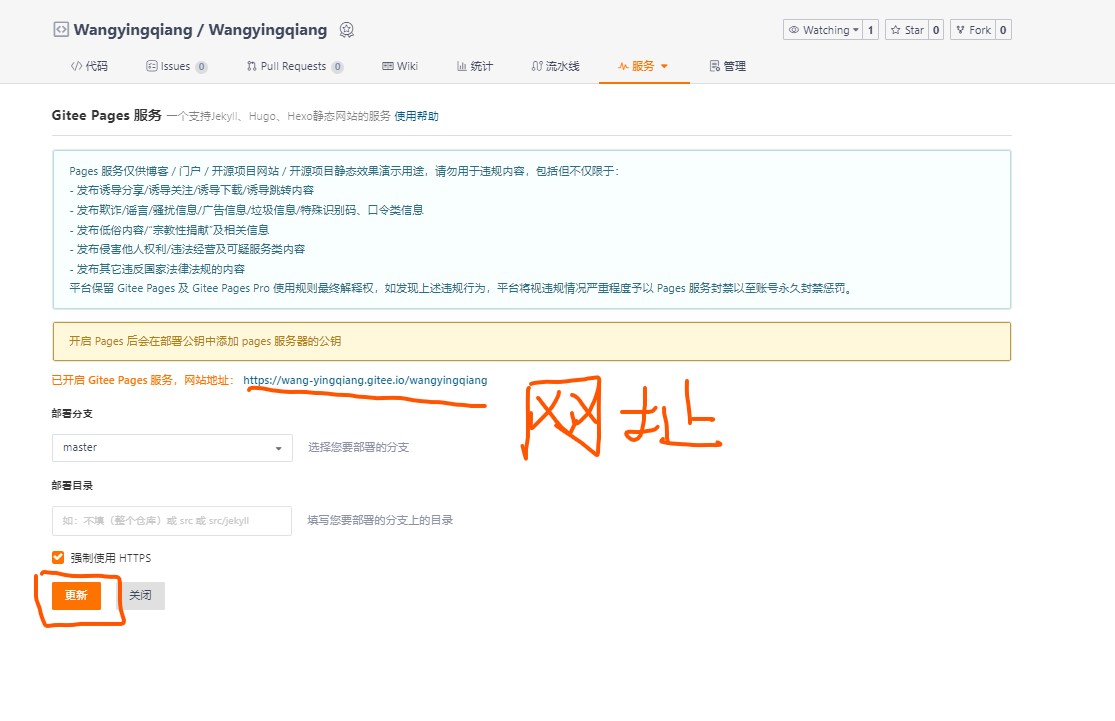 Wangyingqiang / Wangyingqiang
Watching 1 Star 0 Fork 0
代码 Issues 0 Pull Requests 0 Wiki 统计 流水线 服务 管理
Gitee Pages 服务 一个支持Jekyll、Hugo、Hexo静态网站的服务 使用帮助
Pages 服务仅供博客 / 门户 / 开源项目网站 / 开源项目静态效果演示用途，请勿用于违规内容，包括但不仅限于：
- 发布诱导分享/诱导关注/诱导下载/诱导跳转内容
- 发布欺诈/谣言/骚扰信息/广告信息/垃圾信息/特殊识别码、口令类信息
- 发布低俗内容/“宗教性捐献”及相关信息
- 发布侵害他人权利/违法经营及可疑服务类内容
- 发布其它违反国家法律法规的内容
平台保留 Gitee Pages 及 Gitee Pages Pro 使用规则最终解释权，如发现上述违规行为，平台将视违规情况严重程度予以 Pages 服务封禁以至账号永久封禁惩罚。
开启 Pages 后会在部署公钥中添加 pages 服务器的公钥
已开启 Gitee Pages 服务，网站地址： https://wang-yingqiang.gitee.io/wangyingqiang
网址
部署分支
master 选择您要部署的分支
部署目录
如：不填（整个仓库）或 src 或 src/jekyll 填写您要部署的分支上的目录
强制使用 HTTPS
更新 关闭